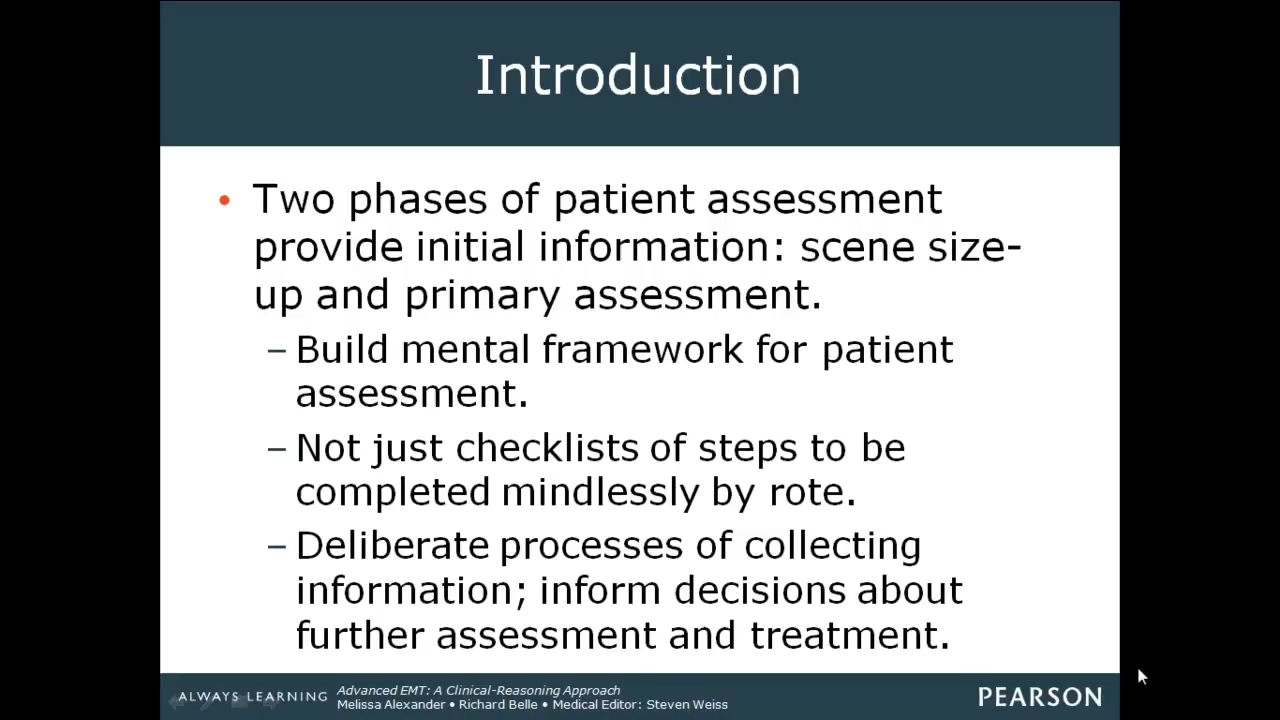 Introduction
• Two phases of patient assessment
provide initial information: scene size-
up and primary assessment.
– Build mental framework for patient
assessment.
– Not just checklists of steps to be
completed mindlessly by rote.
– Deliberate processes of collecting
information; inform decisions about
further assessment and treatment.
ALWAYS LEARNING
Advanced EMT: A Clinical-Reasoning Approach
Melissa Alexander • Richard Belle • Medical Editor: Steven Weiss
PEARSON